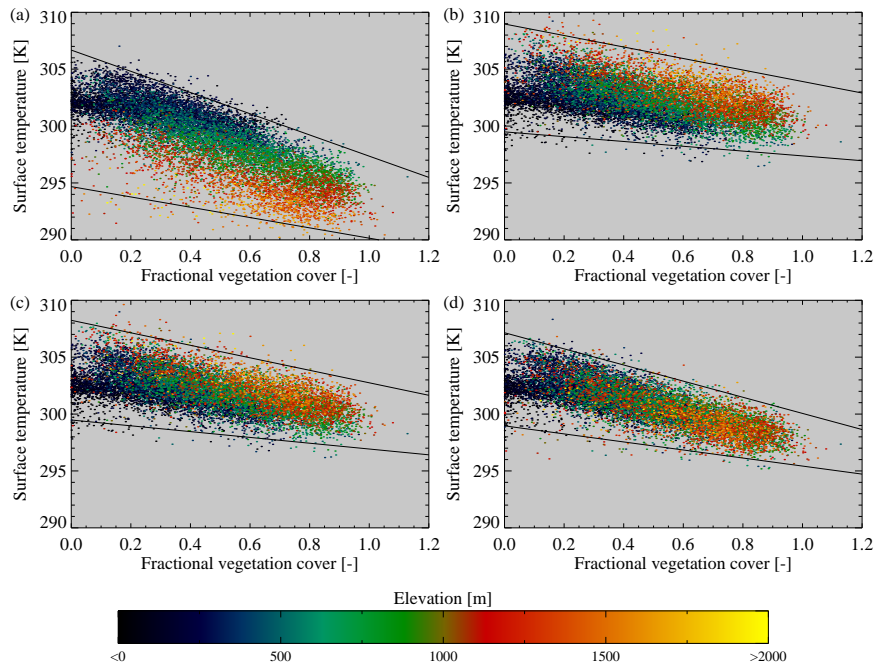 (a)
310
305
300
295
290
Surface temperature [K]
0.0 0.2 0.4 0.6 0.8 1.0 1.2
Fractional vegetation cover [-]
(b)
310
305
300
295
290
Surface temperature [K]
0.0 0.2 0.4 0.6 0.8 1.0 1.2
Fractional vegetation cover [-]
(c)
310
305
300
295
290
Surface temperature [K]
0.0 0.2 0.4 0.6 0.8 1.0 1.2
Fractional vegetation cover [-]
(d)
310
305
300
295
290
Surface temperature [K]
0.0 0.2 0.4 0.6 0.8 1.0 1.2
Fractional vegetation cover [-]
Elevation [m]
<0 500 1000 1500 >2000